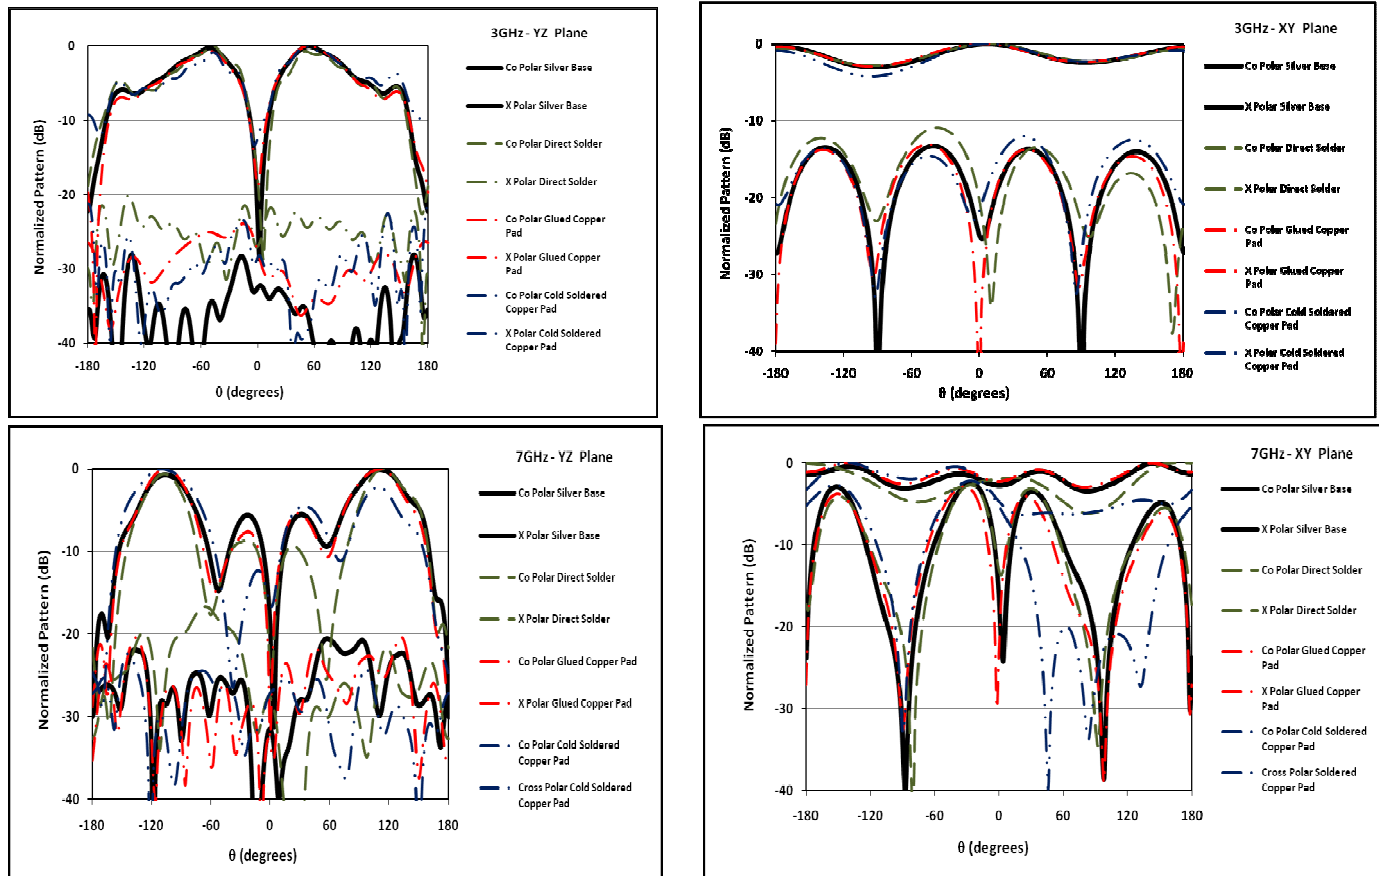 3GHz - YZ Plane
0
-10
-20
-30
-40
Normalized Pattern (dB)
-180
-120
-60
0
60
120
180
θ (degrees)
Co Polar Silver Base
X Polar Silver Base
Co Polar Direct Solder
X Polar Direct Solder
Co Polar Glued Copper
Pad
X Polar Glued Copper
Pad
Co Polar Cold Soldered
Copper Pad
X Polar Cold Soldered
Copper Pad
3GHz - XY Plane
0
-10
-20
-30
-40
Normalized Pattern (dB)
-180
-120
-60
0
60
120
180
θ (degrees)
Co Polar Silver Base
X Polar Silver Base
Co Polar Direct Solder
X Polar Direct Solder
Co Polar Glued Copper
Pad
X Polar Glued Copper
Pad
Co Polar Cold Soldered
Copper Pad
X Polar Cold Soldered
Copper Pad
7GHz - YZ Plane
0
-10
-20
-30
-40
Normalized Pattern (dB)
-180
-120
-60
0
60
120
180
θ (degrees)
Co Polar Silver Base
X Polar Silver Base
Co Polar Direct Solder
X Polar Direct Solder
Co Polar Glued Copper Pad
X Polar Glued Copper Pad
Co Polar Cold Soldered
Copper Pad
Cross Polar Cold Soldered
Copper Pad
7GHz - XY Plane
0
-10
-20
-30
-40
Normalized Pattern (dB)
-180
-120
-60
0
60
120
180
θ (degrees)
Co Polar Silver Base
X Polar Silver Base
Co Polar Direct Solder
X Polar Direct Solder
Co Polar Glued Copper
Pad
X Polar Glued Copper
Pad
Co Polar Cold Soldered
Copper Pad
Cross Polar Soldered
Copper Pad